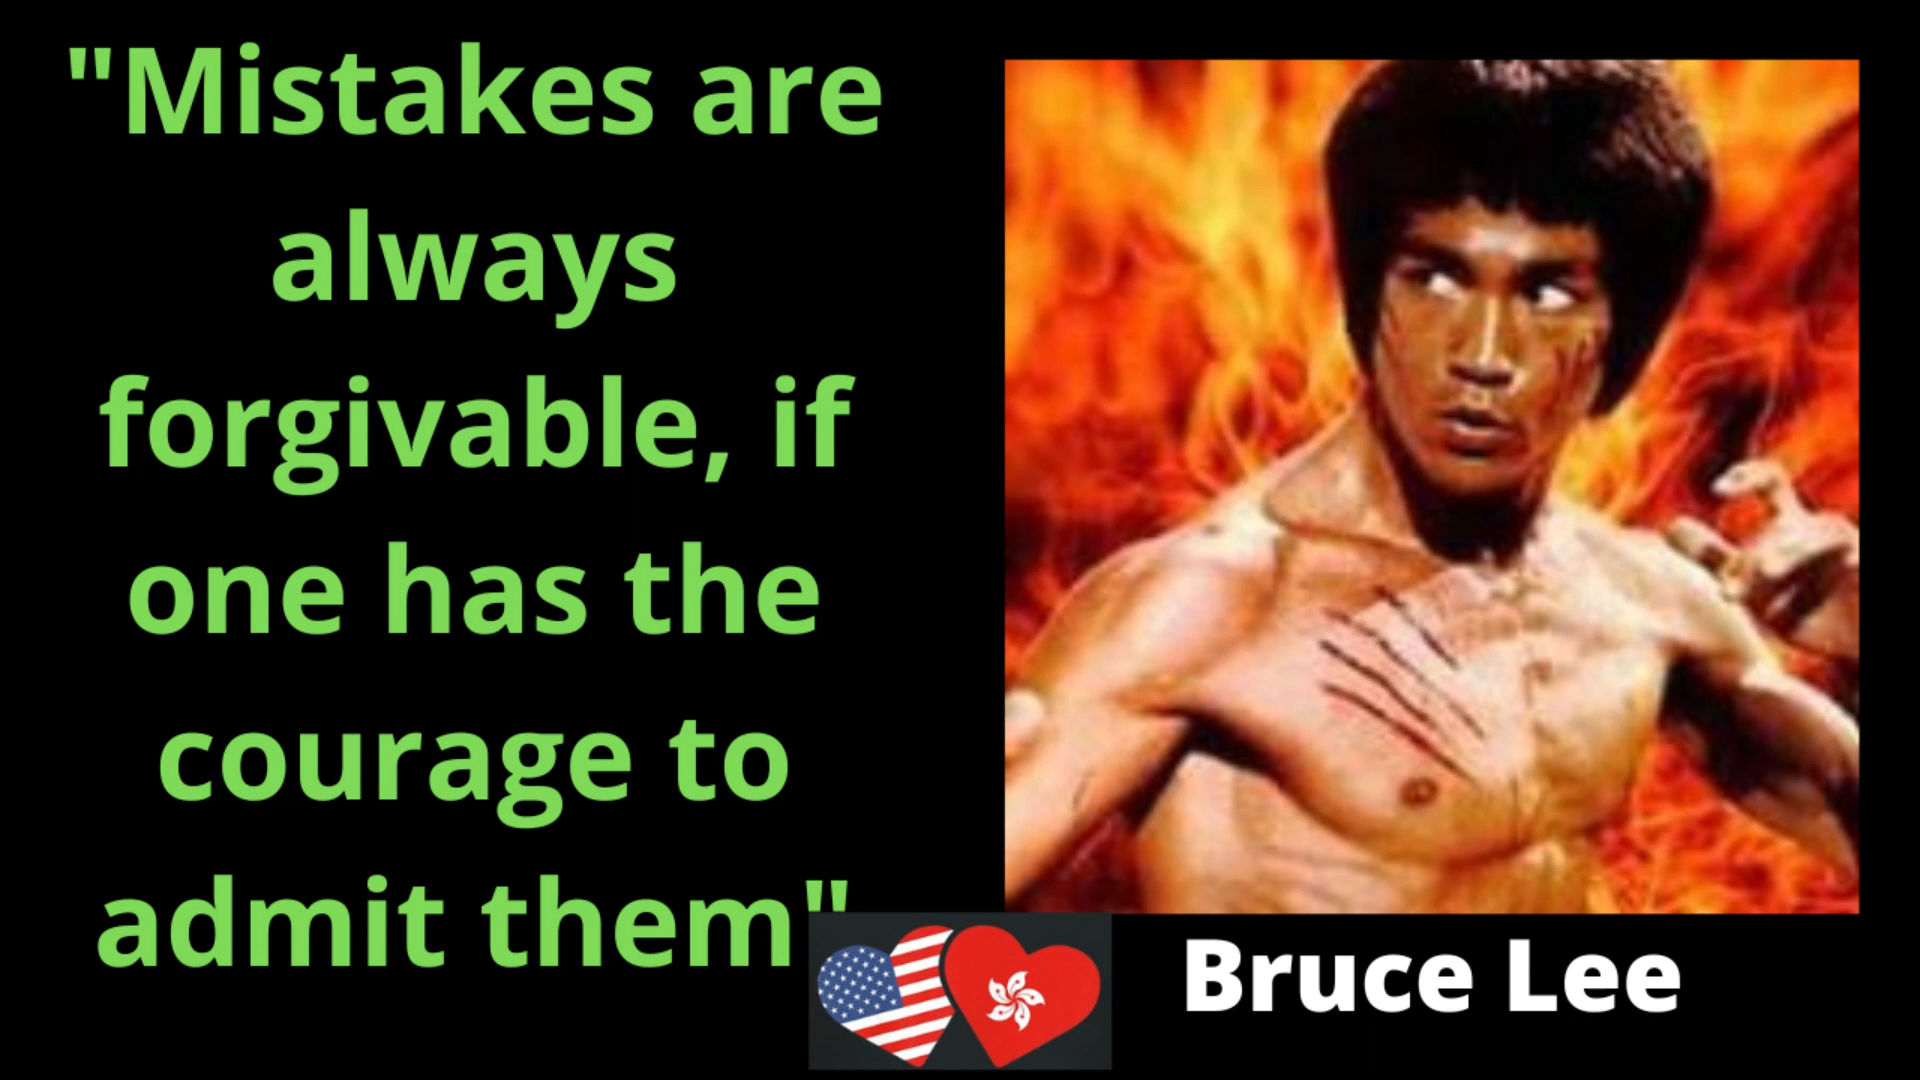 "Mistakes are
always
forgivable, if
one has the
courage to
admit them"
Bruce Lee